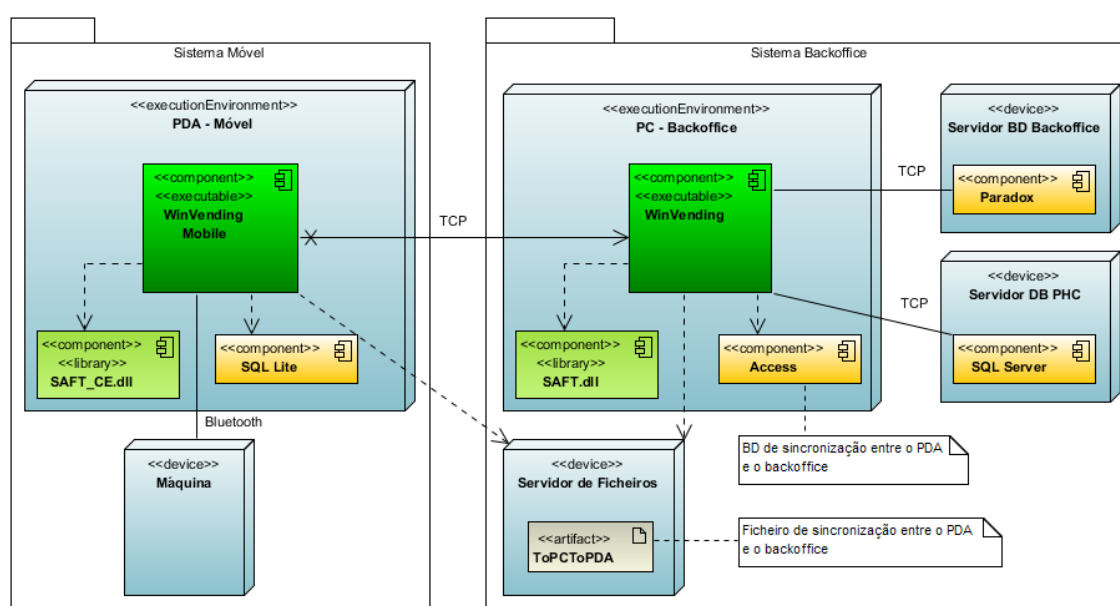 Sistema Móvel
<<executionEnvironment>>
PDA - Móvel
<<component>>
<<executable>>
WinVending
Mobile
<<component>>
<<library>>
SAFT_CE.dll
<<component>>
SQL Lite
Bluetooth
<<device>>
Máquina
TCP
Sistema Backoffice
<<executionEnvironment>>
PC - Backoffice
<<component>>
<<executable>>
WinVending
<<component>>
<<library>>
SAFT.dll
<<component>>
Access
TCP
<<device>>
Servidor BD Backoffice
<<component>>
Paradox
TCP
<<device>>
Servidor DB PHC
<<component>>
SQL Server
BD de sincronização entre o PDA
e o backoffice
<<device>>
Servidor de Ficheiros
<<artifact>>
ToPCToPDA
Ficheiro de sincronização entre o PDA
e o backoffice